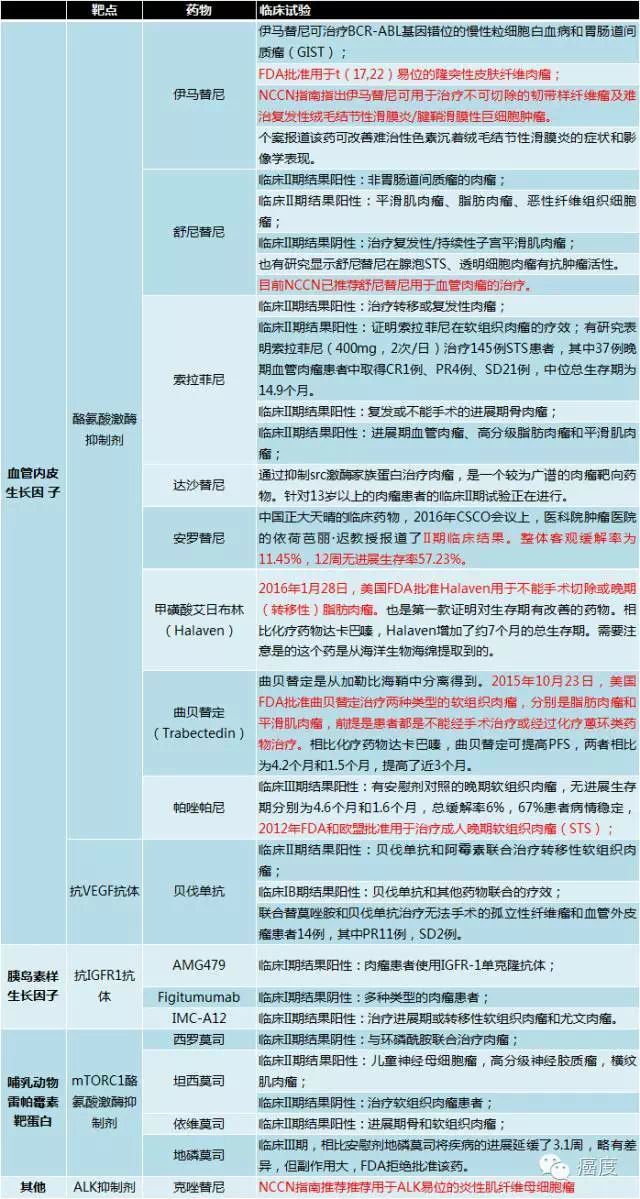 靶点 药物 临床试验
伊马替尼可治疗BCR-ABL基因错位的慢性粒细胞白血病和胃肠道间
质瘤（GIST）；
FDA批准用于t（17,22）易位的隆突性皮肤纤维肉瘤；
伊马替尼
NCCN指南指出伊马替尼可用于治疗不可切除的韧带样纤维瘤及难
治复发性绒毛结节性滑膜炎/腱鞘滑膜性巨细胞肿瘤。
个案报道该药可改善难治性色素沉着绒毛结节性滑膜炎的症状和影
像学表现。
临床II期结果阳性：非胃肠道间质瘤的肉瘤；
临床II期结果阳性：平滑肌肉瘤、脂肪肉瘤、恶性纤维组织细胞
瘤；
舒尼替尼
临床II期结果阴性：治疗复发性/持续性子宫平滑肌肉瘤；
也有研究显示舒尼替尼在腺泡STS、透明细胞肉瘤有抗肿瘤活性。
目前NCCN已推荐舒尼替尼用于血管肉瘤的治疗。
临床II期结果阳性：治疗转移或复发性肉瘤；
临床II期结果阳性：证明索拉菲尼在软组织肉瘤的疗效；有研究表
明索拉菲尼（400mg，2次/日）治疗145例STS患者，其中37例晚
期血管肉瘤患者中取得CR1例、PR4例、SD21例，中位总生存期为
14.9个月。
索拉菲尼
临床II期结果阳性：复发或不能手术的进展期骨肉瘤；
临床II期结果阳性：进展期血管肉瘤、高分级脂肪肉瘤和平滑肌肉
瘤；
酪氨酸激酶
抑制剂
血管内皮
生长因 子
达沙替尼
通过抑制src激酶家族蛋白治疗肉瘤，是一个较为广谱的肉瘤靶向药
物。针对13岁以上的肉瘤患者的临床II期试验正在进行。
安罗替尼
中国正大天晴的临床药物，2016年CSCO会议上，医科院肿瘤医院
的依荷芭丽·迟教授报道了II期临床结果。整体客观缓解率为
11.45%，12周无进展生存率57.23%。
甲磺酸艾日布林
（Halaven）
2016年1月28日，美国FDA批准Halaven用于不能手术切除或晚期
（转移性）脂肪肉瘤。也是第一款证明对生存期有改善的药物。相
比化疗药物达卡巴嗪，Halaven增加了约7个月的总生存期。需要注
意是的这个药是从海洋生物海绵提取到的。
曲贝替定
（Trabectedin）
曲贝替定是从加勒比海鞘中分离得到。2015年10月23日，美国
FDA批准曲贝替定治疗两种类型的软组织肉瘤，分别是脂肪肉瘤和
平滑肌肉瘤，前提是患者都是不能经手术治疗或经过化疗蒽环类药
物治疗。相比化疗药物达卡巴嗪，曲贝替定可提高PFS，两者相比
为4.2个月和1.5个月，提高了近3个月。
帕唑帕尼
临床III期结果阳性：有安慰剂对照的晚期软组织肉瘤，无进展生存
期分别为4.6个月和1.6个月，总缓解率6%，67%患者病情稳定，
2012年FDA和欧盟批准用于治疗成人晚期软组织肉瘤（STS）；
抗VEGF抗体 贝伐单抗
临床II期结果阳性：贝伐单抗和阿霉素联合治疗转移性软组织肉
瘤；
临床IB期结果阳性：贝伐单抗和其他药物联合的疗效；
联合替莫唑胺和贝伐单抗治疗无法手术的孤立性纤维瘤和血管外皮
瘤患者14例，其中PR11例，SD2例。
胰岛素样
生长因子
抗IGFR1抗
体
AMG479 临床I期结果阳性：肉瘤患者使用IGFR-1单克隆抗体；
Figitumumab 临床I期结果阴性：多种类型的肉瘤患者；
IMC-A12 临床I期结果阳性：治疗进展期或转移性软组织肉瘤和尤文肉瘤。
哺乳动物
雷帕霉素
靶蛋白
mTORC1酪
氨酸激酶抑
制剂
西罗莫司 临床II期结果阳性：与环磷酰胺联合治疗肉瘤；
坦西莫司
临床II期结果阳性：儿童神经母细胞瘤，高分级神经胶质瘤，横纹
肌肉瘤；
临床II期结果阴性：治疗软组织肉瘤患者；
依维莫司 临床II期结果阳性：进展期骨和软组织肉瘤；
地磷莫司
临床III期，相比安慰剂地磷莫司将疾病的进展延缓了3.1周，略有差
异，但副作用大，FDA拒绝批准该药。
其他 ALK抑制剂 克唑替尼 NCCN指南推荐推荐用于ALK易位的炎性肌纤维母细胞瘤
癌度